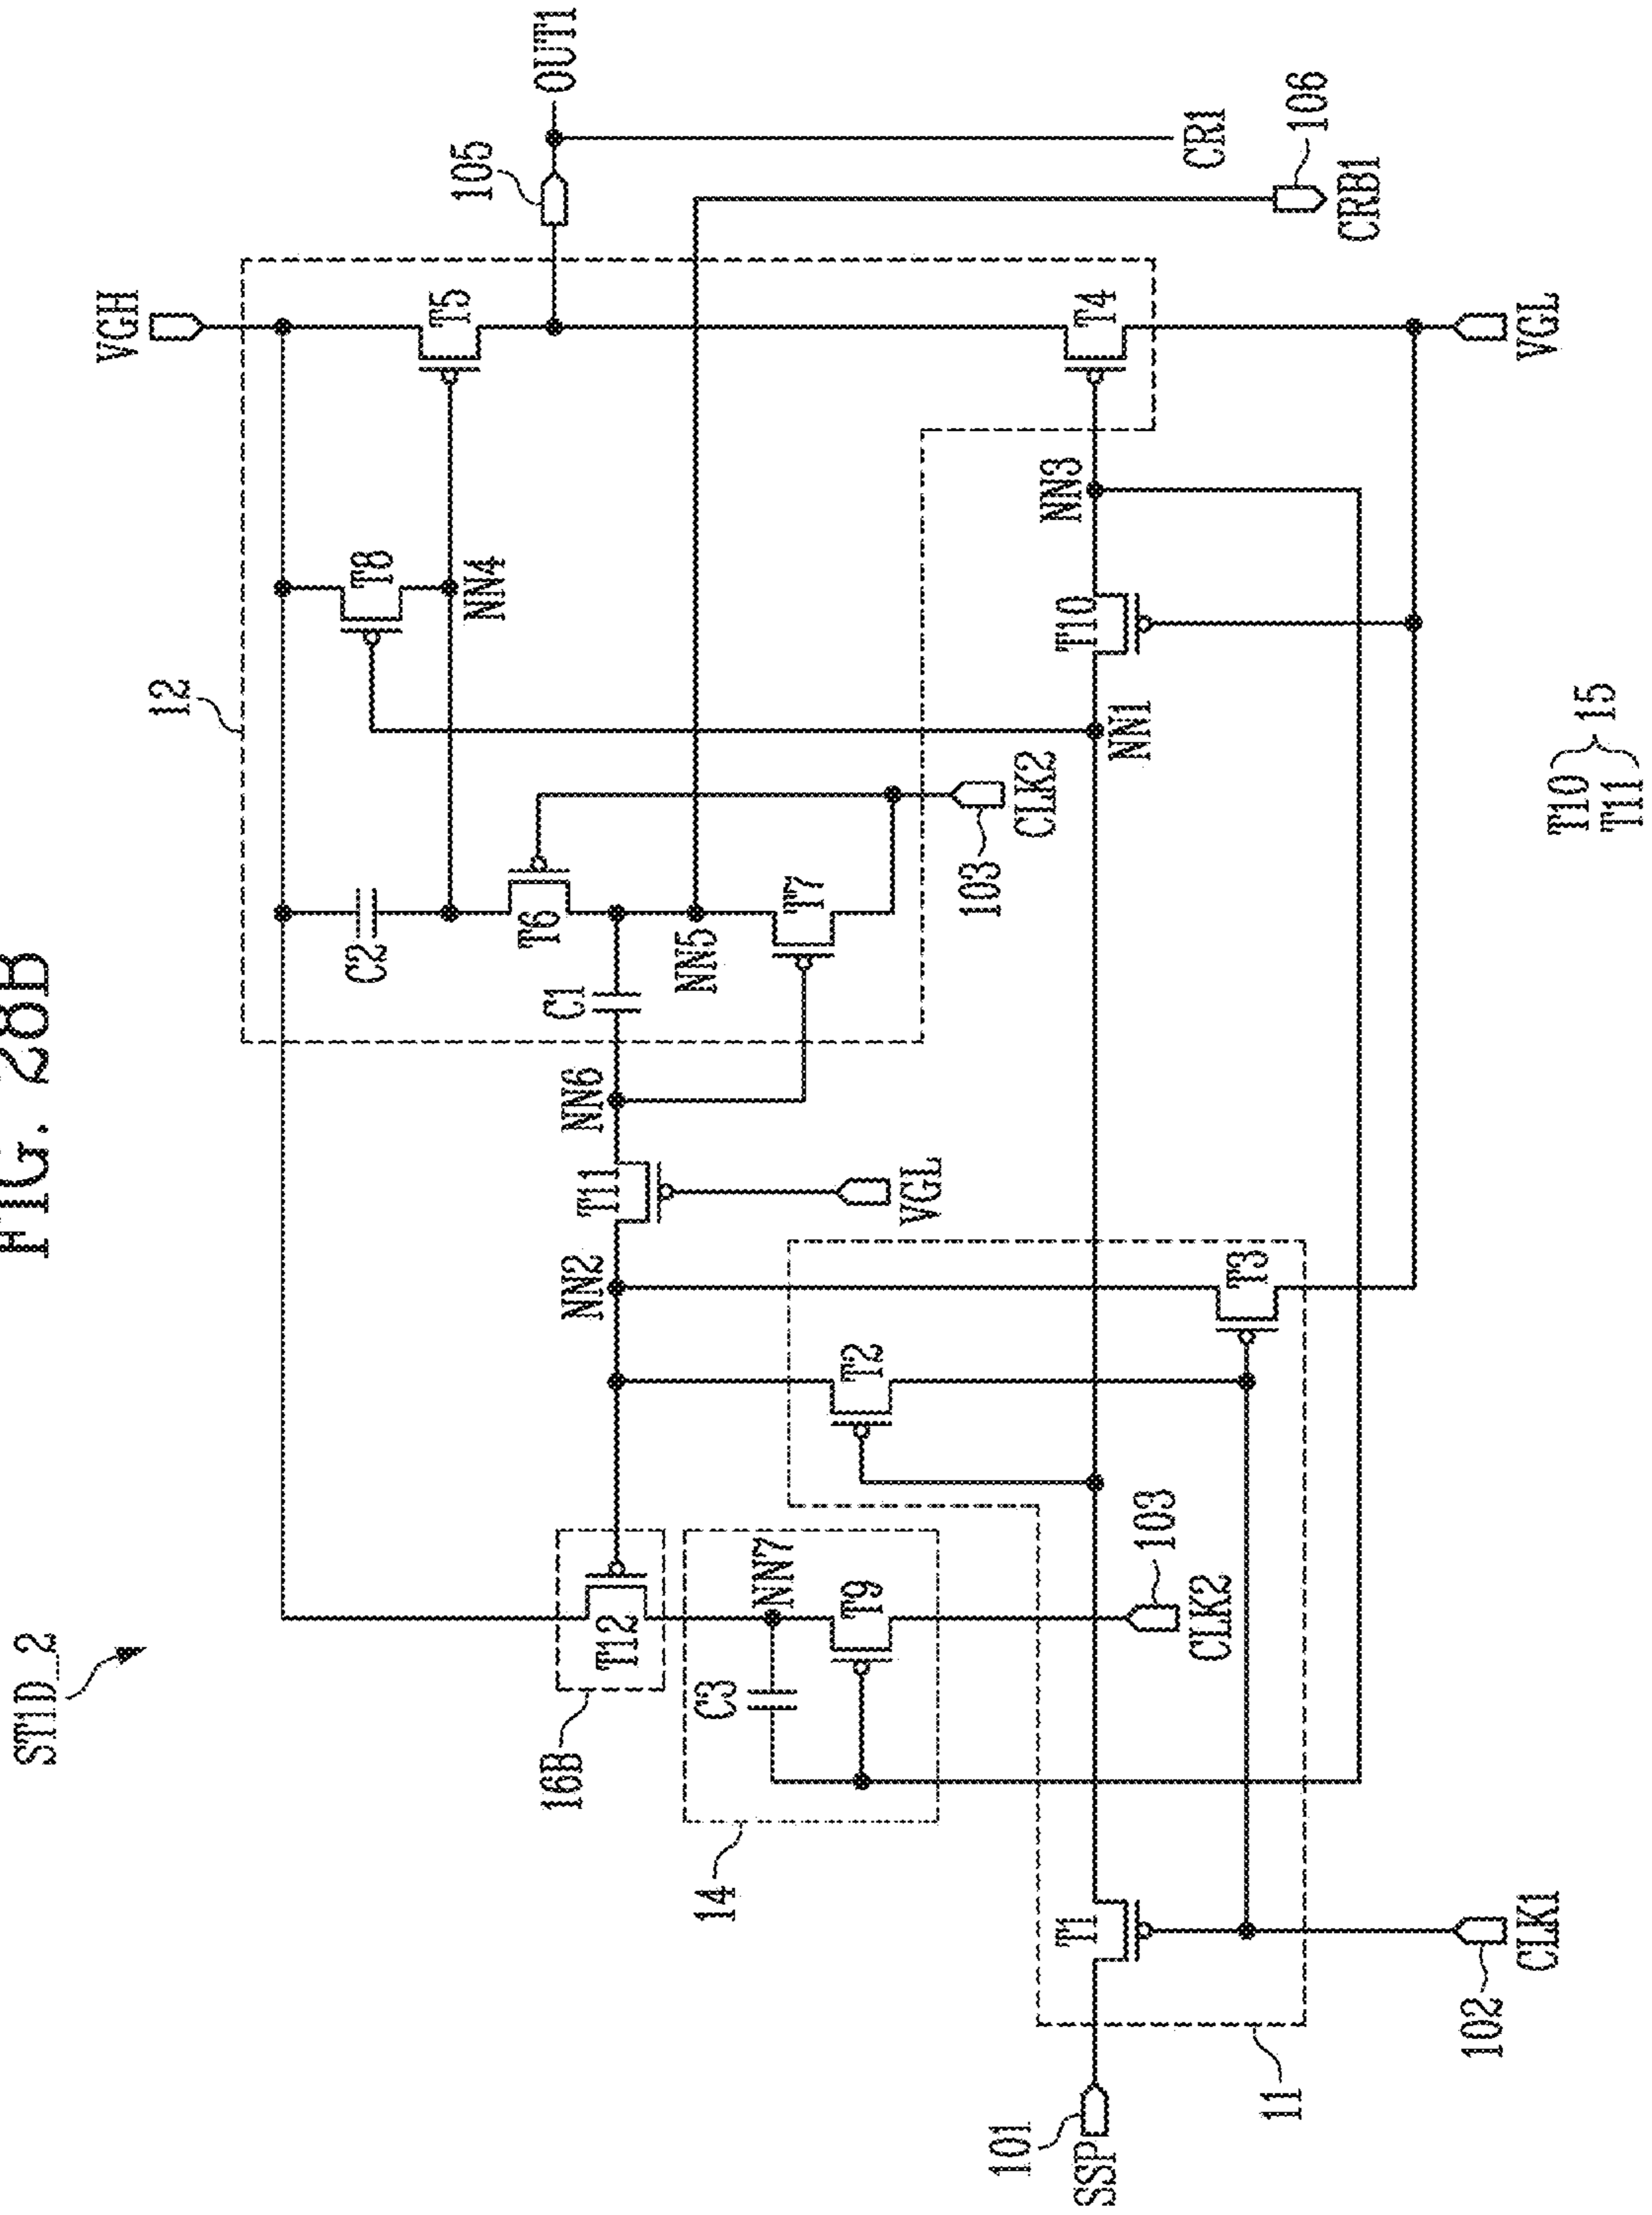 FIG. 28B
ST1D_2
VGH
12
T8
T5
105
OUT1
C2
NN4
T6
C1
NN5
T7
103
CLK2
CR1
106
CRB1
NN6
T11
VGL
NN2
16B
T12
NN7
C3
T9
14
103
CLK2
T2
T3
NN1
T10
NN3
T4
VGL
101
SSP
T1
11
102
CLK1
T10
T11
15